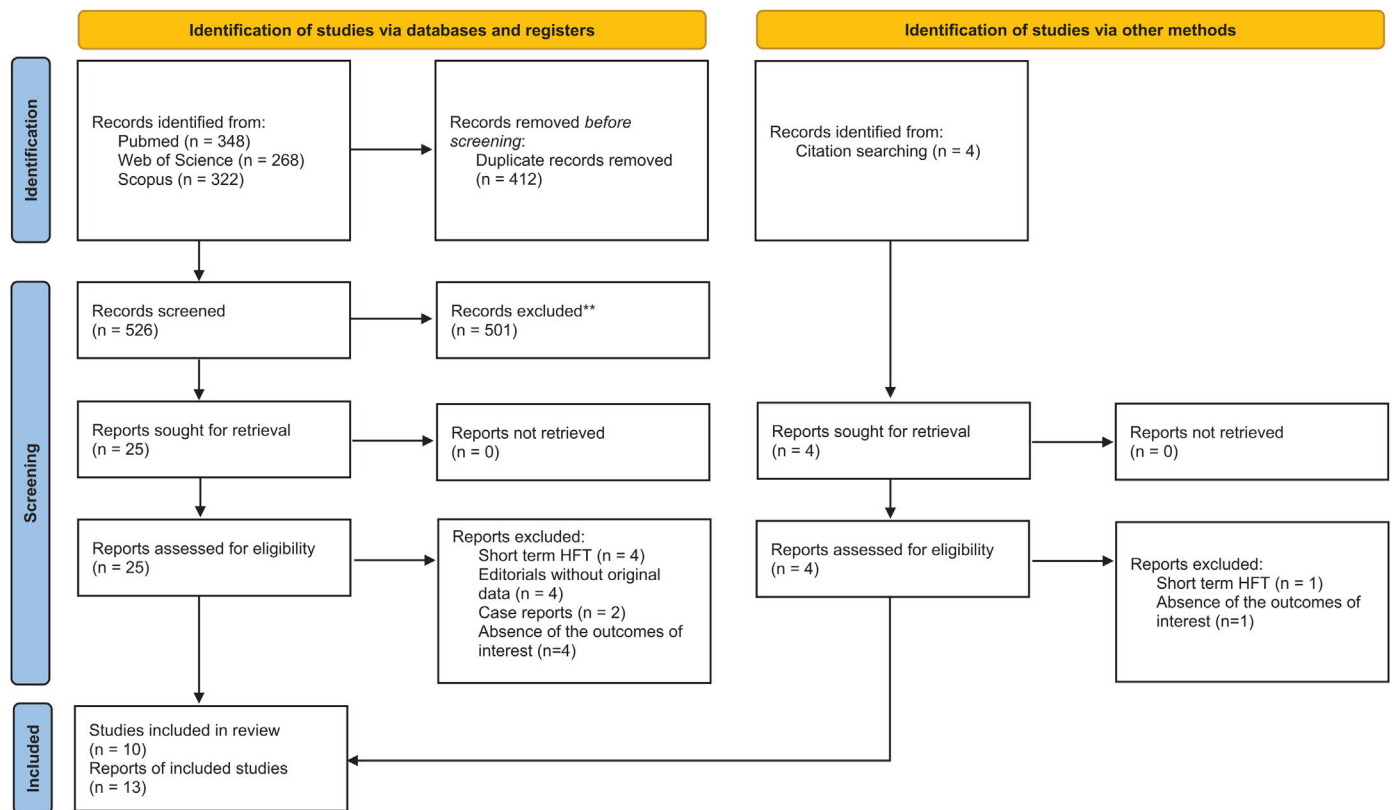 Identification of studies via databases and registers
Identification of studies via other methods
Identification
Records identified from:
Pubmed (n = 348)
Web of Science (n = 268)
Scopus (n = 322)
Records removed before
screening:
Duplicate records removed
(n = 412)
Records identified from:
Citation searching (n = 4)
Screening
Records screened
(n = 526)
Records excluded**
(n = 501)
Reports sought for retrieval
(n = 25)
Reports not retrieved
(n = 0)
Reports sought for retrieval
(n = 4)
Reports not retrieved
(n = 0)
Reports assessed for eligibility
(n = 25)
Reports excluded:
Short term HFT (n = 4)
Editorials without original
data (n = 4)
Case reports (n = 2)
Absence of the outcomes of
interest (n=4)
Reports assessed for eligibility
(n = 4)
Reports excluded:
Short term HFT (n = 1)
Absence of the outcomes of
interest (n=1)
Included
Studies included in review
(n = 10)
Reports of included studies
(n = 13)